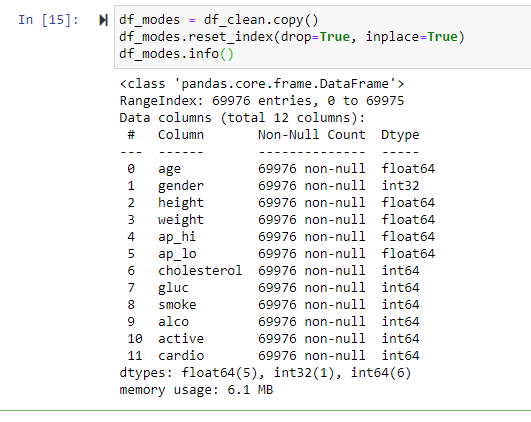 In [15]:
df_modes = df_clean.copy()
df_modes.reset_index(drop=True, inplace=True)
df_modes.info()
<class 'pandas.core.frame.DataFrame'>
RangeIndex: 69976 entries, 0 to 69975
Data columns (total 12 columns):
 #   Column       Non-Null Count  Dtype
---  ------       --------------  -----
 0   age          69976 non-null  float64
 1   gender       69976 non-null  int32
 2   height       69976 non-null  float64
 3   weight       69976 non-null  float64
 4   ap_hi        69976 non-null  float64
 5   ap_lo        69976 non-null  float64
 6   cholesterol  69976 non-null  int64
 7   gluc         69976 non-null  int64
 8   smoke        69976 non-null  int64
 9   alco         69976 non-null  int64
 10  active       69976 non-null  int64
 11  cardio       69976 non-null  int64
dtypes: float64(5), int32(1), int64(6)
memory usage: 6.1 MB